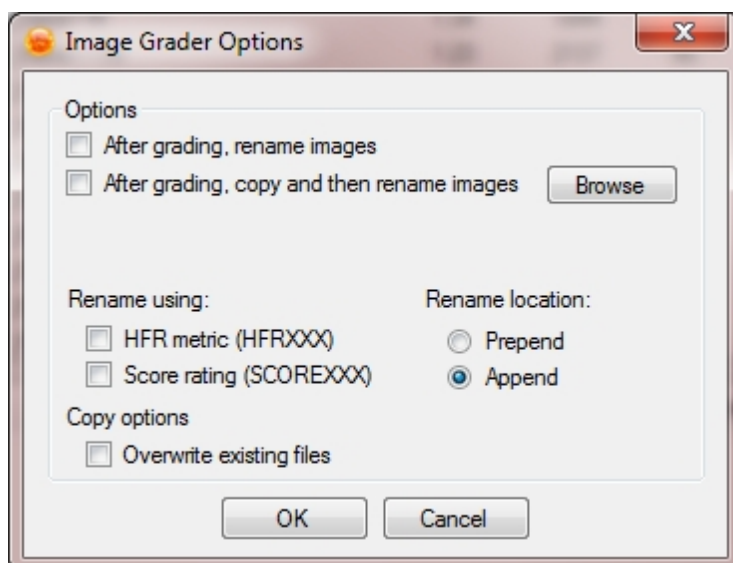 Image Grader Options
Options
After grading, rename images
After grading, copy and then rename images
Browse
Rename using:
Rename location:
HFR metric (HFRXXX)
Prepend
Score rating (SCOREXXX)
Append
Copy options
Overwrite existing files
OK
Cancel